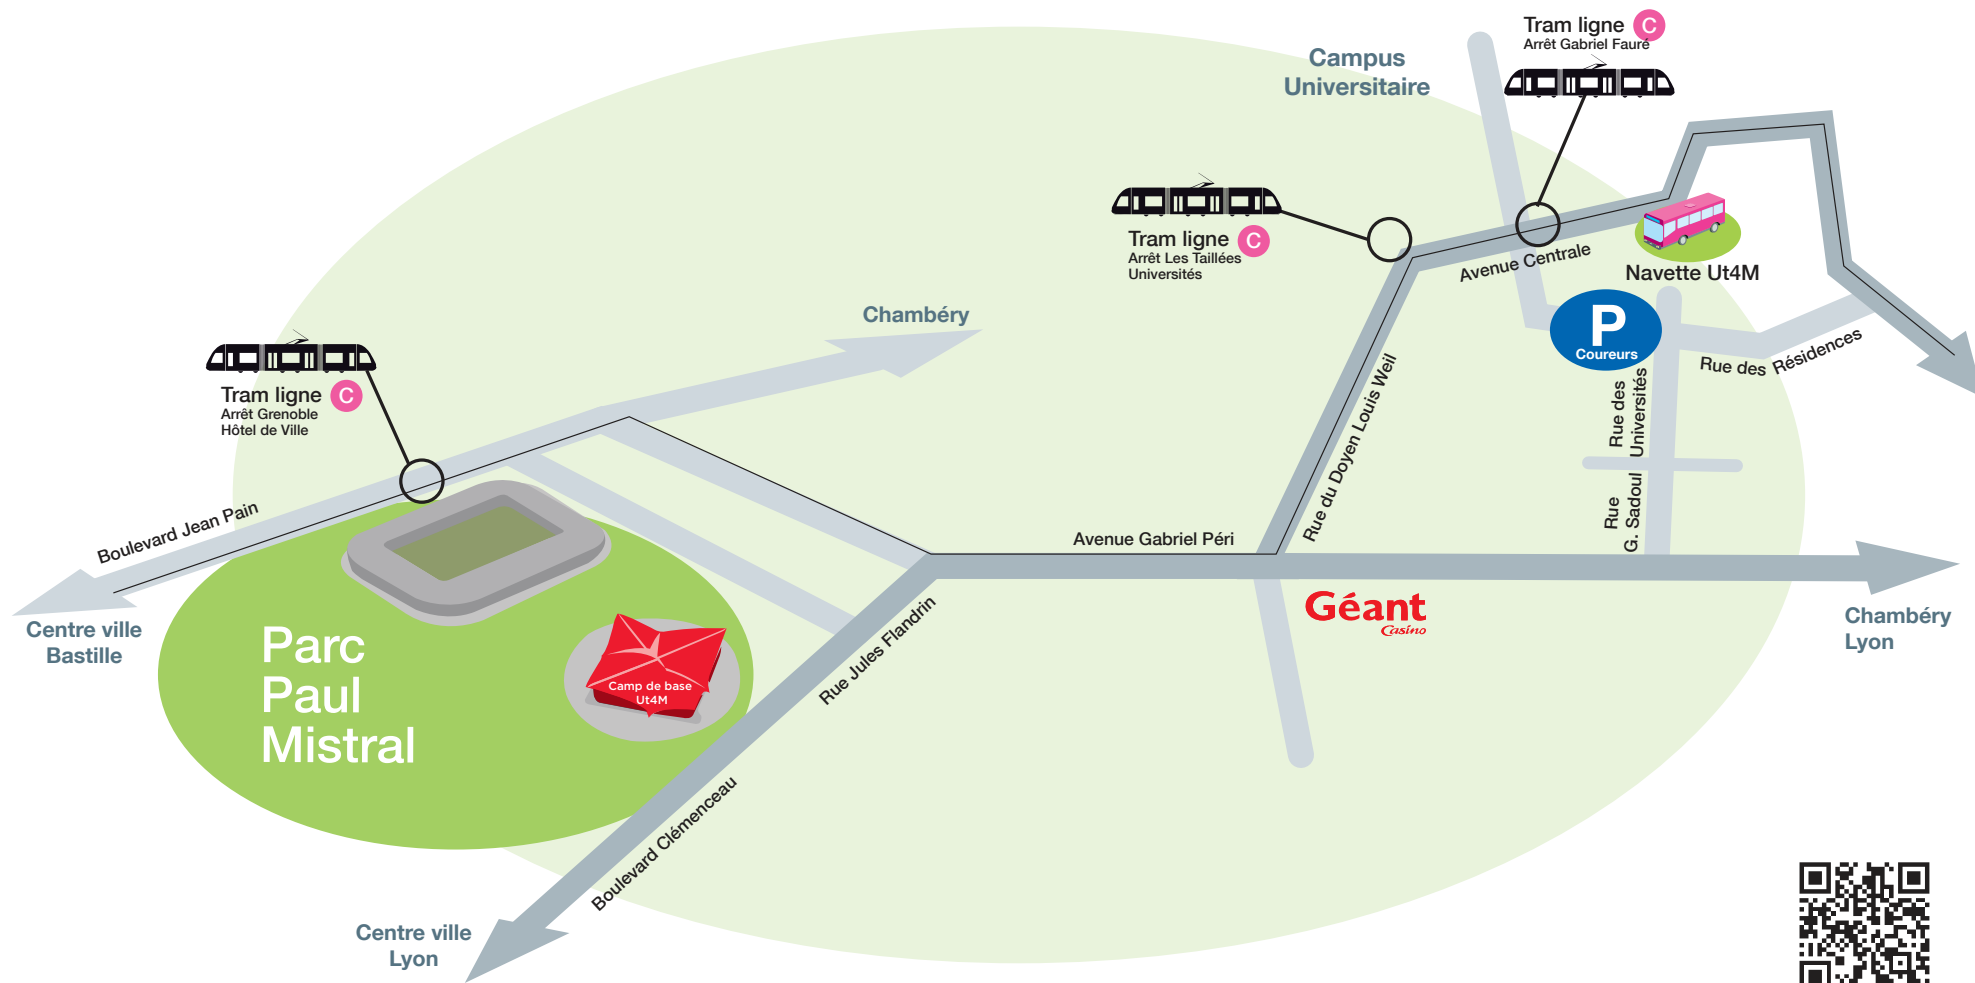 Tram ligne C
Arrêt Gabriel Fauré
Campus
Universitaire
Tram ligne C
Arrêt Les Taillées
Universités
Avenue Centrale
Navette Ut4M
P
Coureurs
Rue des Résidences
Rue des
Universités
Rue
G. Sadoul
Rue du Doyen Louis Weil
Chambéry
Tram ligne C
Arrêt Grenoble
Hôtel de Ville
Boulevard Jean Pain
Centre ville
Bastille
Parc
Paul
Mistral
Camp de base
Ut4M
Avenue Gabriel Péri
Géant
Casino
Chambéry
Lyon
Rue Jules Flandrin
Boulevard Clémenceau
Centre ville
Lyon